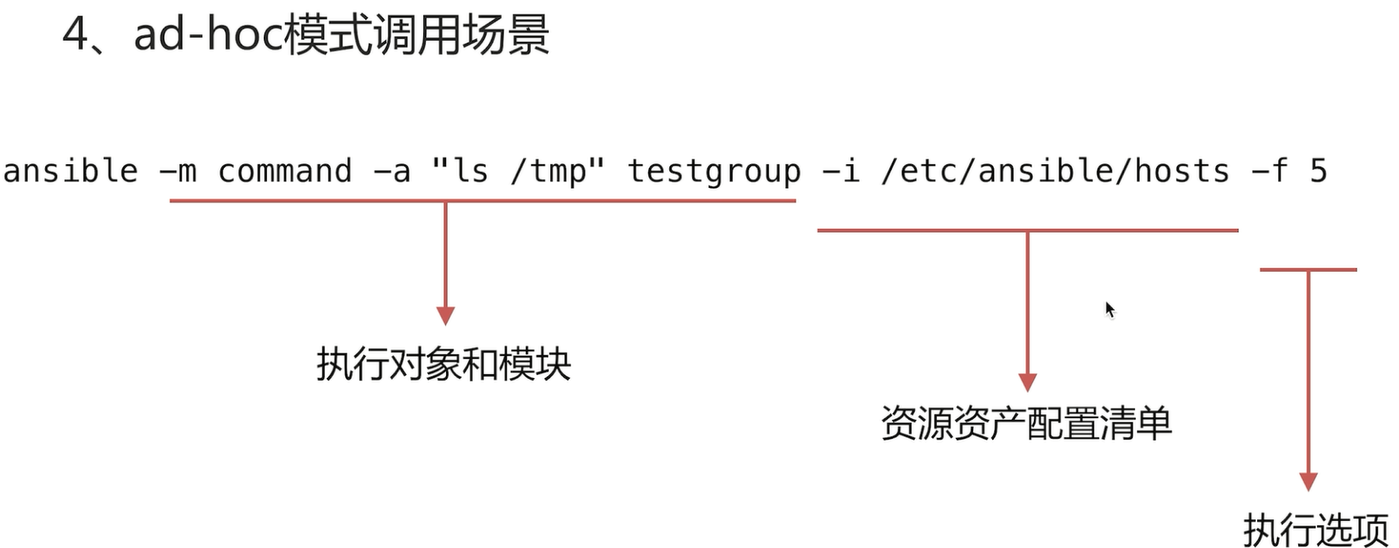 4、ad-hoc模式调用场景
ansible -m command -a "ls /tmp" testgroup -i /etc/ansible/hosts -f 5
执行对象和模块
资源资产配置清单
执行选项